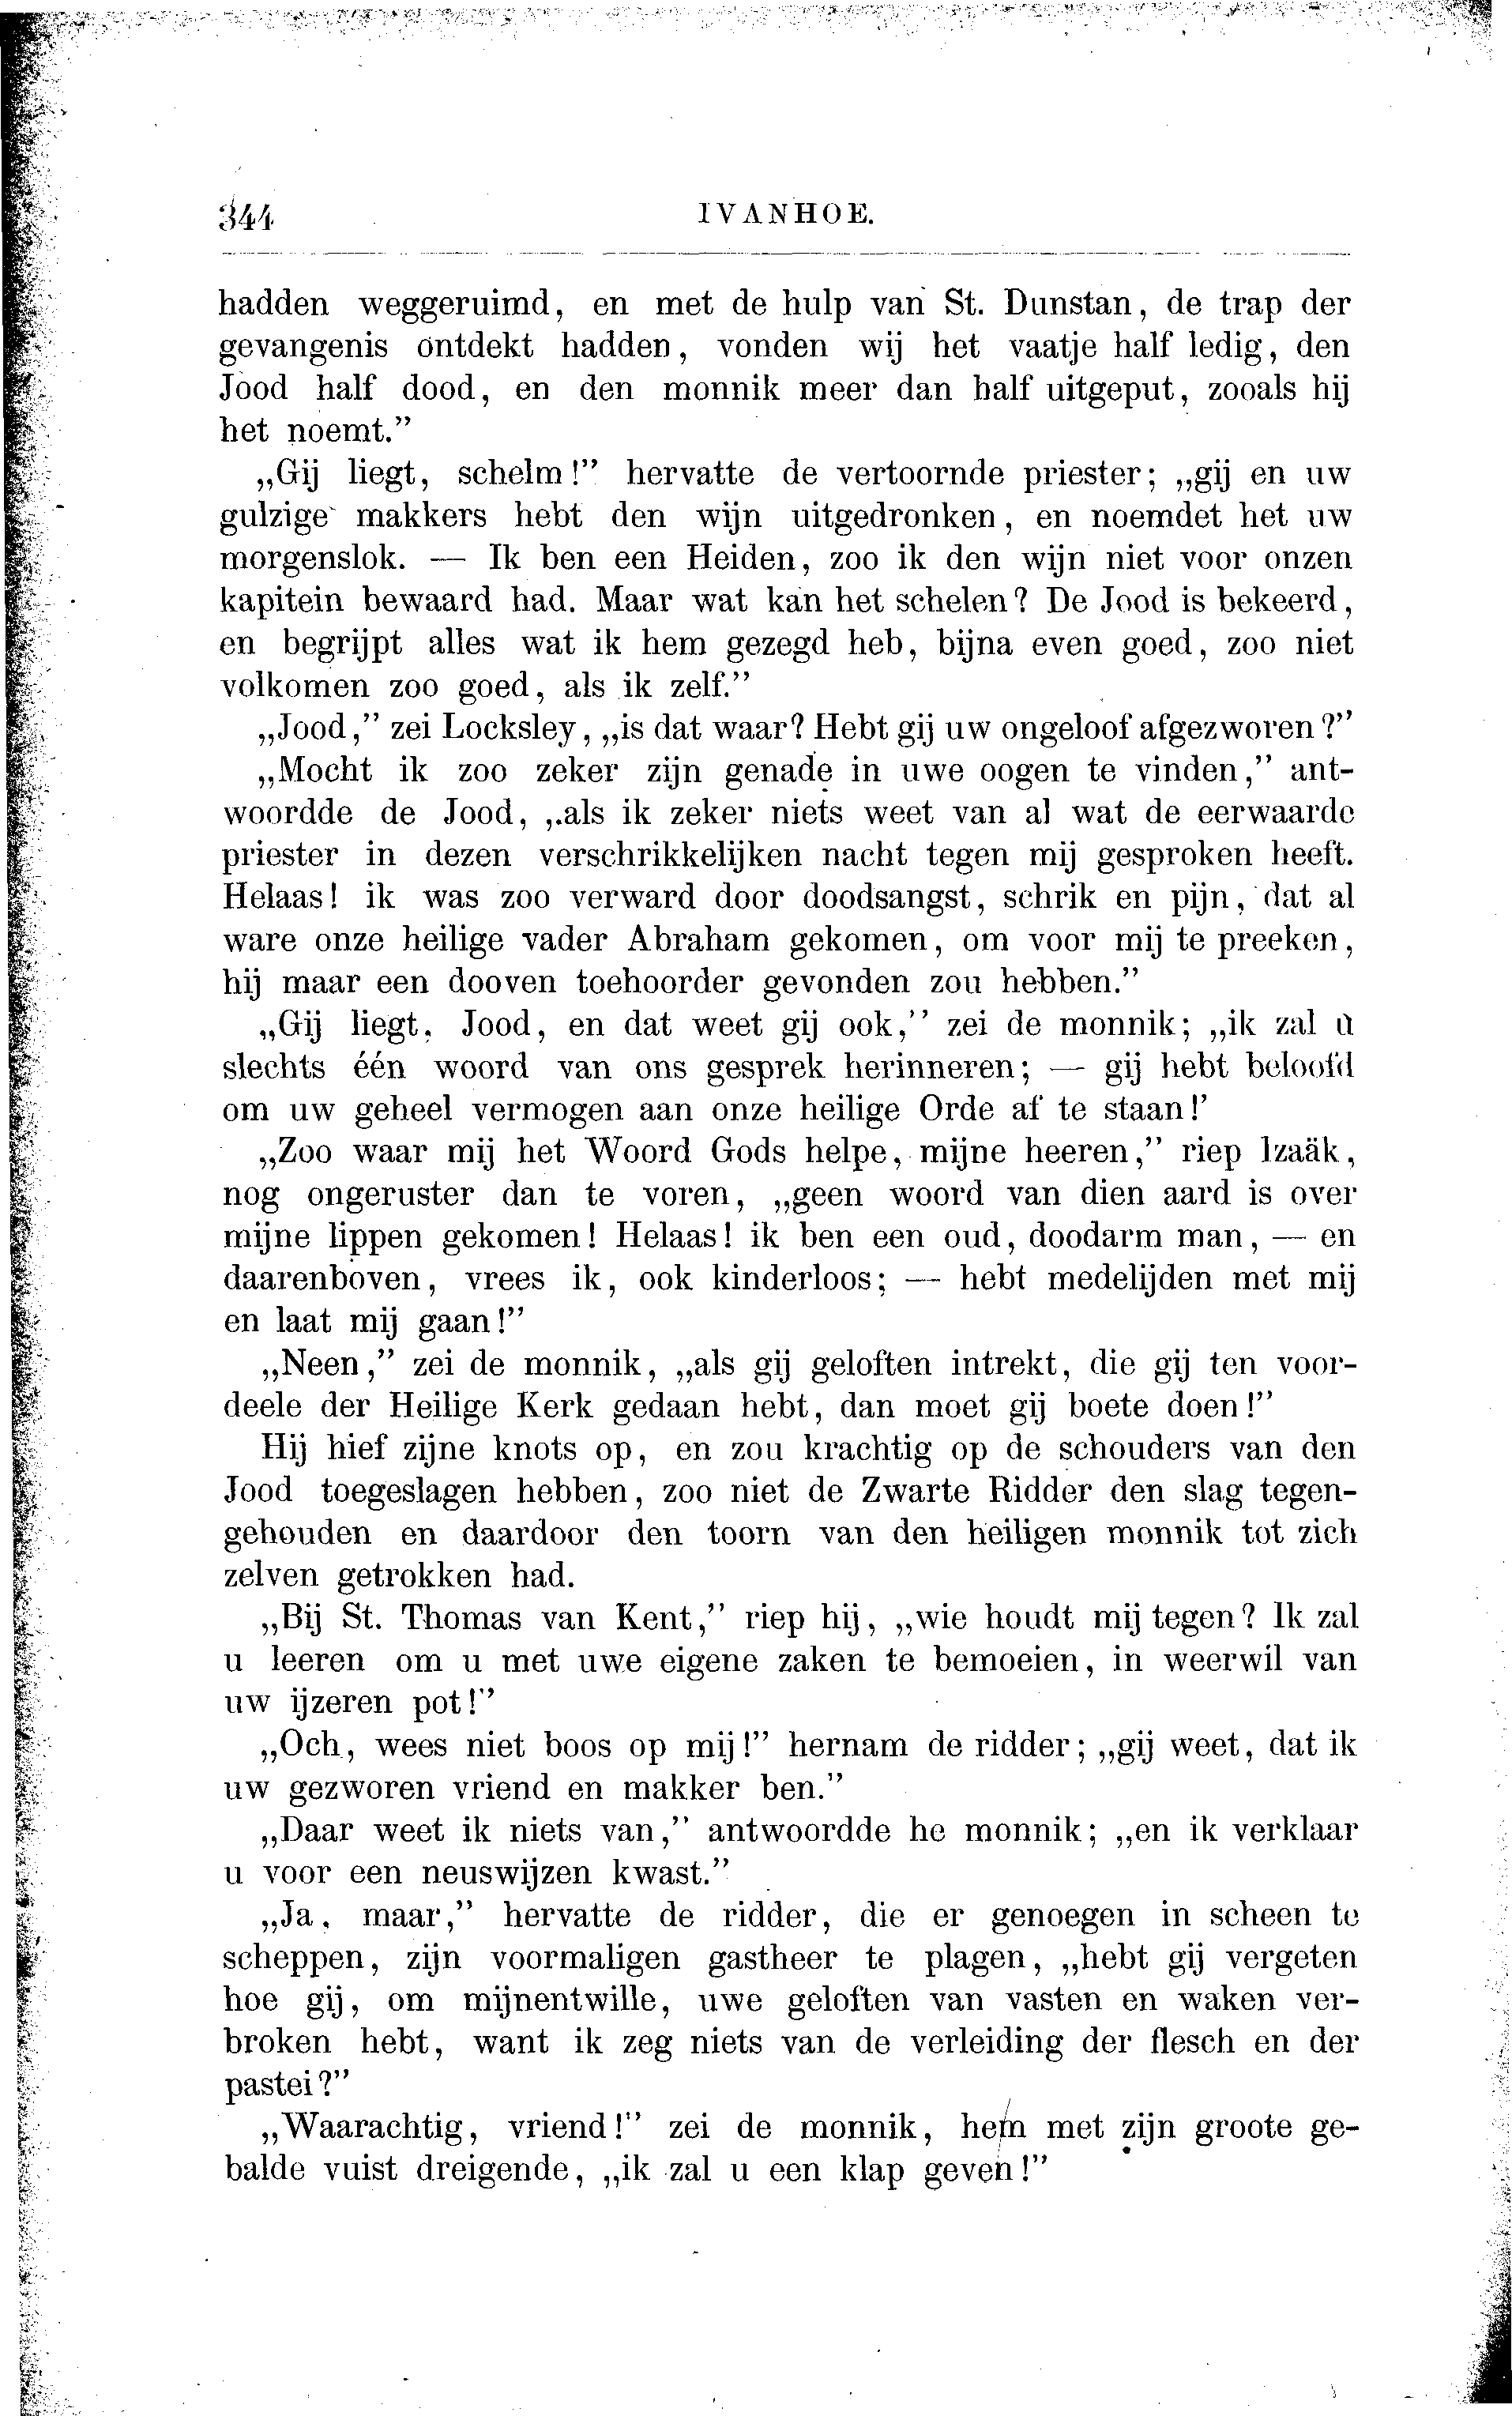 344 IVANHOE.
hadden weggeruimd, en met de hulp van St. Dunstan, de trap der
gevangenis ontdekt hadden, vonden wij het vaatje half ledig, den
Jood half dood, en den monnik meer dan half uitgeput, zooals hij
het noemt.”
„Gij liegt, schelm!” hervatte de vertoornde priester; „gij en uw
gulzige makkers hebt den wijn uitgedronken, en noemdet het uw
morgenslok. — Ik ben een Heiden, zoo ik den wijn niet voor onzen
kapitein bewaard had. Maar wat kan het schelen? De Jood is bekeerd,
en begrijpt alles wat ik hem gezegd heb, bijna even goed, zoo niet
volkomen zoo goed, als ik zelf.”
„Jood,” zei Locksley, „is dat waar? Hebt gij uw ongeloof afgezworen?”
„Mocht ik zoo zeker zijn genade in uwe oogen te vinden,” ant-
woordde de Jood, „als ik zeker niets weet van al wat de eerwaarde
priester in dezen verschrikkelijken nacht tegen mij gesproken heeft.
Helaas! ik was zoo verward door doodsangst, schrik en pijn, dat al
ware onze heilige vader Abraham gekomen, om voor mij te preeken,
hij maar een dooven toehoorder gevonden zou hebben.”
„Gij liegt, Jood, en dat weet gij ook,” zei de monnik; „ik zal u
slechts één woord van ons gesprek herinneren; — gij hebt beloofd
om uw geheel vermogen aan onze heilige Orde af te staan!’
„Zoo waar mij het Woord Gods helpe, mijne heeren,” riep Izaäk,
nog ongeruster dan te voren, „geen woord van dien aard is over
mijne lippen gekomen! Helaas! ik ben een oud, doodarm man, — en
daarenboven, vrees ik, ook kinderloos; — hebt medelijden met mij
en laat mij gaan!”
„Neen,” zei de monnik, „als gij geloften intrekt, die gij ten voor-
deele der Heilige Kerk gedaan hebt, dan moet gij boete doen!”
Hij hief zijne knots op, en zou krachtig op de schouders van den
Jood toegeslagen hebben, zoo niet de Zwarte Ridder den slag tegen-
gehouden en daardoor den toorn van den heiligen monnik tot zich
zelven getrokken had.
„Bij St. Thomas van Kent,” riep hij, „wie houdt mij tegen? Ik zal
u leeren om u met uwe eigene zaken te bemoeien, in weerwil van
uw ijzeren pot!”
„Och, wees niet boos op mij!” hernam de ridder; „gij weet, dat ik
uw gezworen vriend en makker ben.”
„Daar weet ik niets van,” antwoordde he monnik; „en ik verklaar
u voor een neuswijzen kwast.”
„Ja, maar,” hervatte de ridder, die er genoegen in scheen te
scheppen, zijn voormaligen gastheer te plagen, „hebt gij vergeten
hoe gij, om mijnentwille, uwe geloften van vasten en waken ver-
broken hebt, want ik zeg niets van de verleiding der flesch en der
pastei?”
„Waarachtig, vriend!” zei de monnik, hem met zijn groote ge-
balde vuist dreigende, „ik zal u een klap geven!”